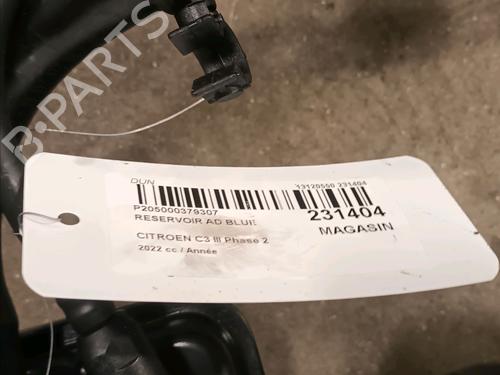 B-PARTS
DUN
13120550 231404
P205000379307
RESERVOIR AD BLUE
231404
MAGASIN
CITROEN C3 III Phase 2
2022 cc / Année